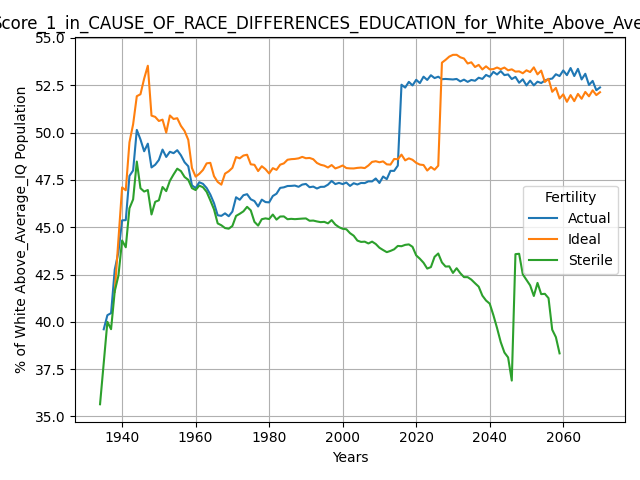 Score_1_in_CAUSE_OF_RACE_DIFFERENCES_EDUCATION_for_White_Above_Ave
55.0
52.5
50.0
47.5
45.0
42.5
40.0
37.5
35.0
% of White Above_Average_IQ Population
Fertility
Actual
Ideal
Sterile
1940
1960
1980
2000
2020
2040
2060
Years